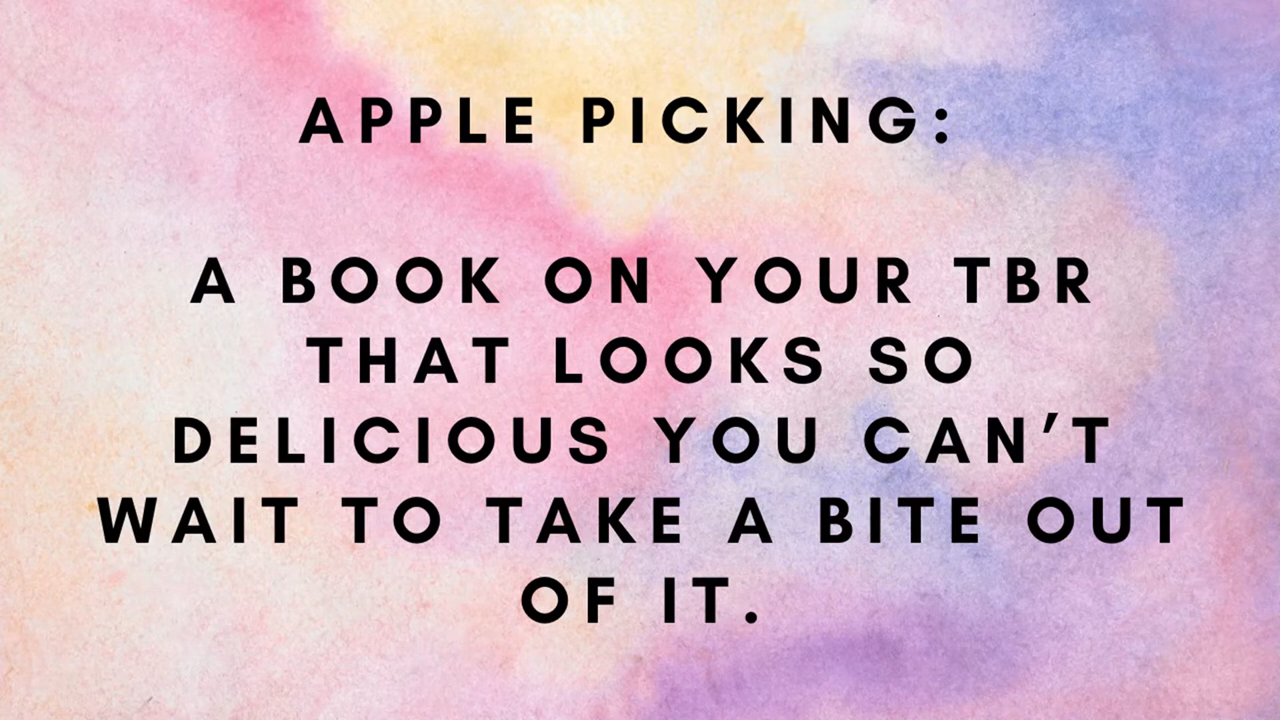 APPLE PICKING:
A BOOK ON YOUR TBR
THAT LOOKS SO
DELICIOUS YOU CAN'T
WAIT TO TAKE A BITE OUT
OF IT.